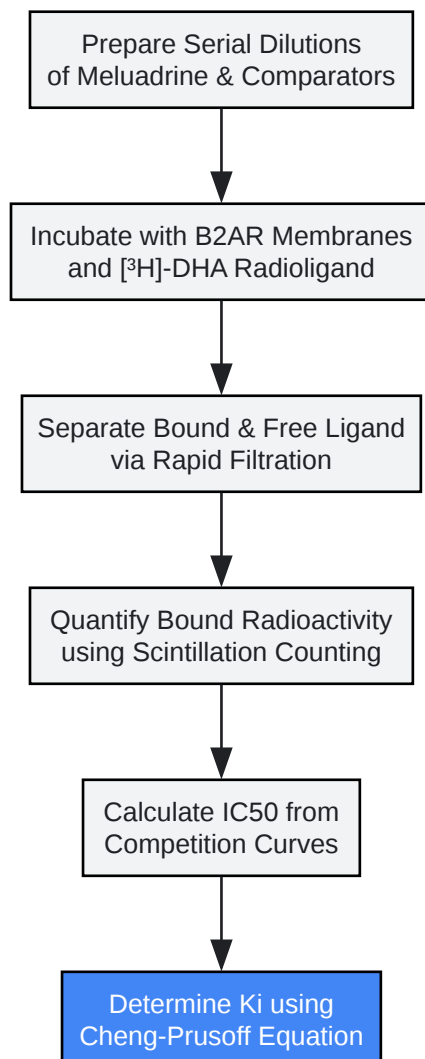 Prepare Serial Dilutions
of Meluadrine & Comparators
Incubate with B2AR Membranes
and [³H]-DHA Radioligand
Separate Bound & Free Ligand
via Rapid Filtration
Quantify Bound Radioactivity
using Scintillation Counting
Calculate IC50 from
Competition Curves
Determine Ki using
Cheng-Prusoff Equation